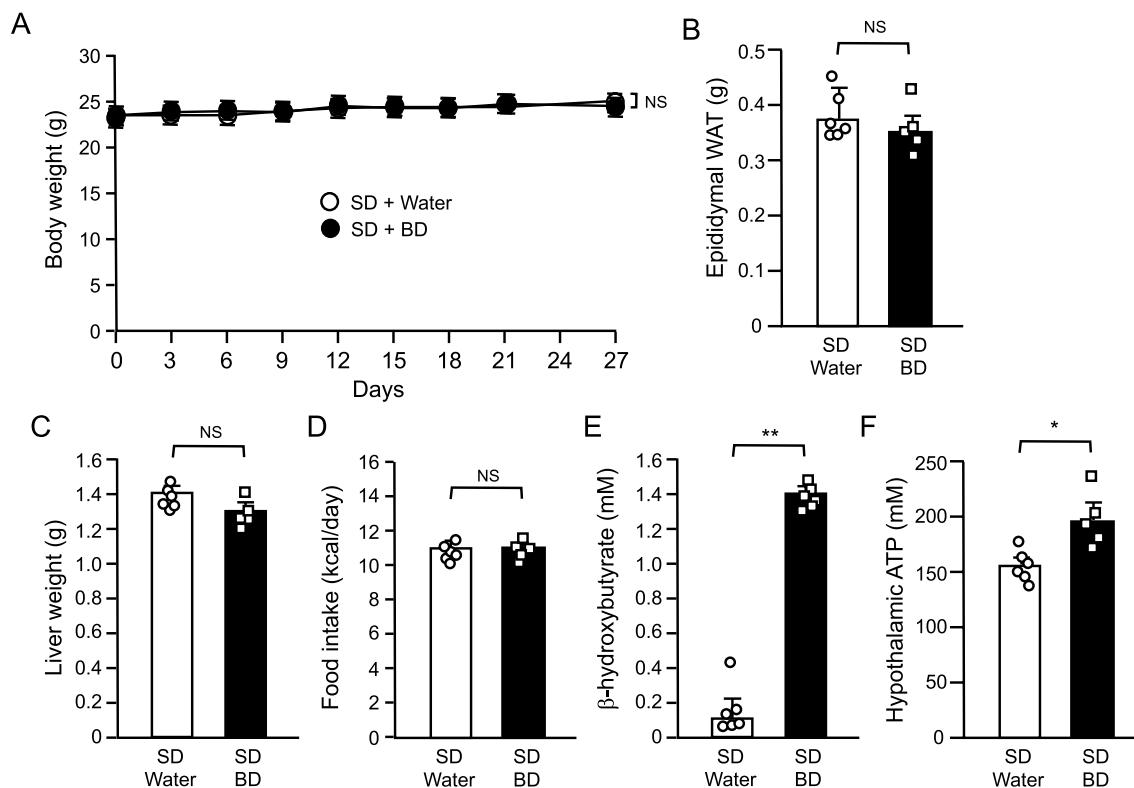 A
30
25
20
15
10
5
0
Body weight (g)
NS
SD + Water
SD + BD
0 3 6 9 12 15 18 21 24 27
Days
B
NS
0.5
0.4
0.3
0.2
0.1
0
Epididymal WAT (g)
SD SD
Water BD
C
NS
1.6
1.4
1.2
1.0
0.8
0.6
0.4
0.2
0
Liver weight (g)
SD SD
Water BD
D
NS
16
14
12
10
8
6
4
2
0
Food intake (kcal/day)
SD SD
Water BD
E
**
1.6
1.4
1.2
1.0
0.8
0.6
0.4
0.2
0
β-hydroxybutyrate (mM)
SD SD
Water BD
F
*
250
200
150
100
50
0
Hypothalamic ATP (mM)
SD SD
Water BD